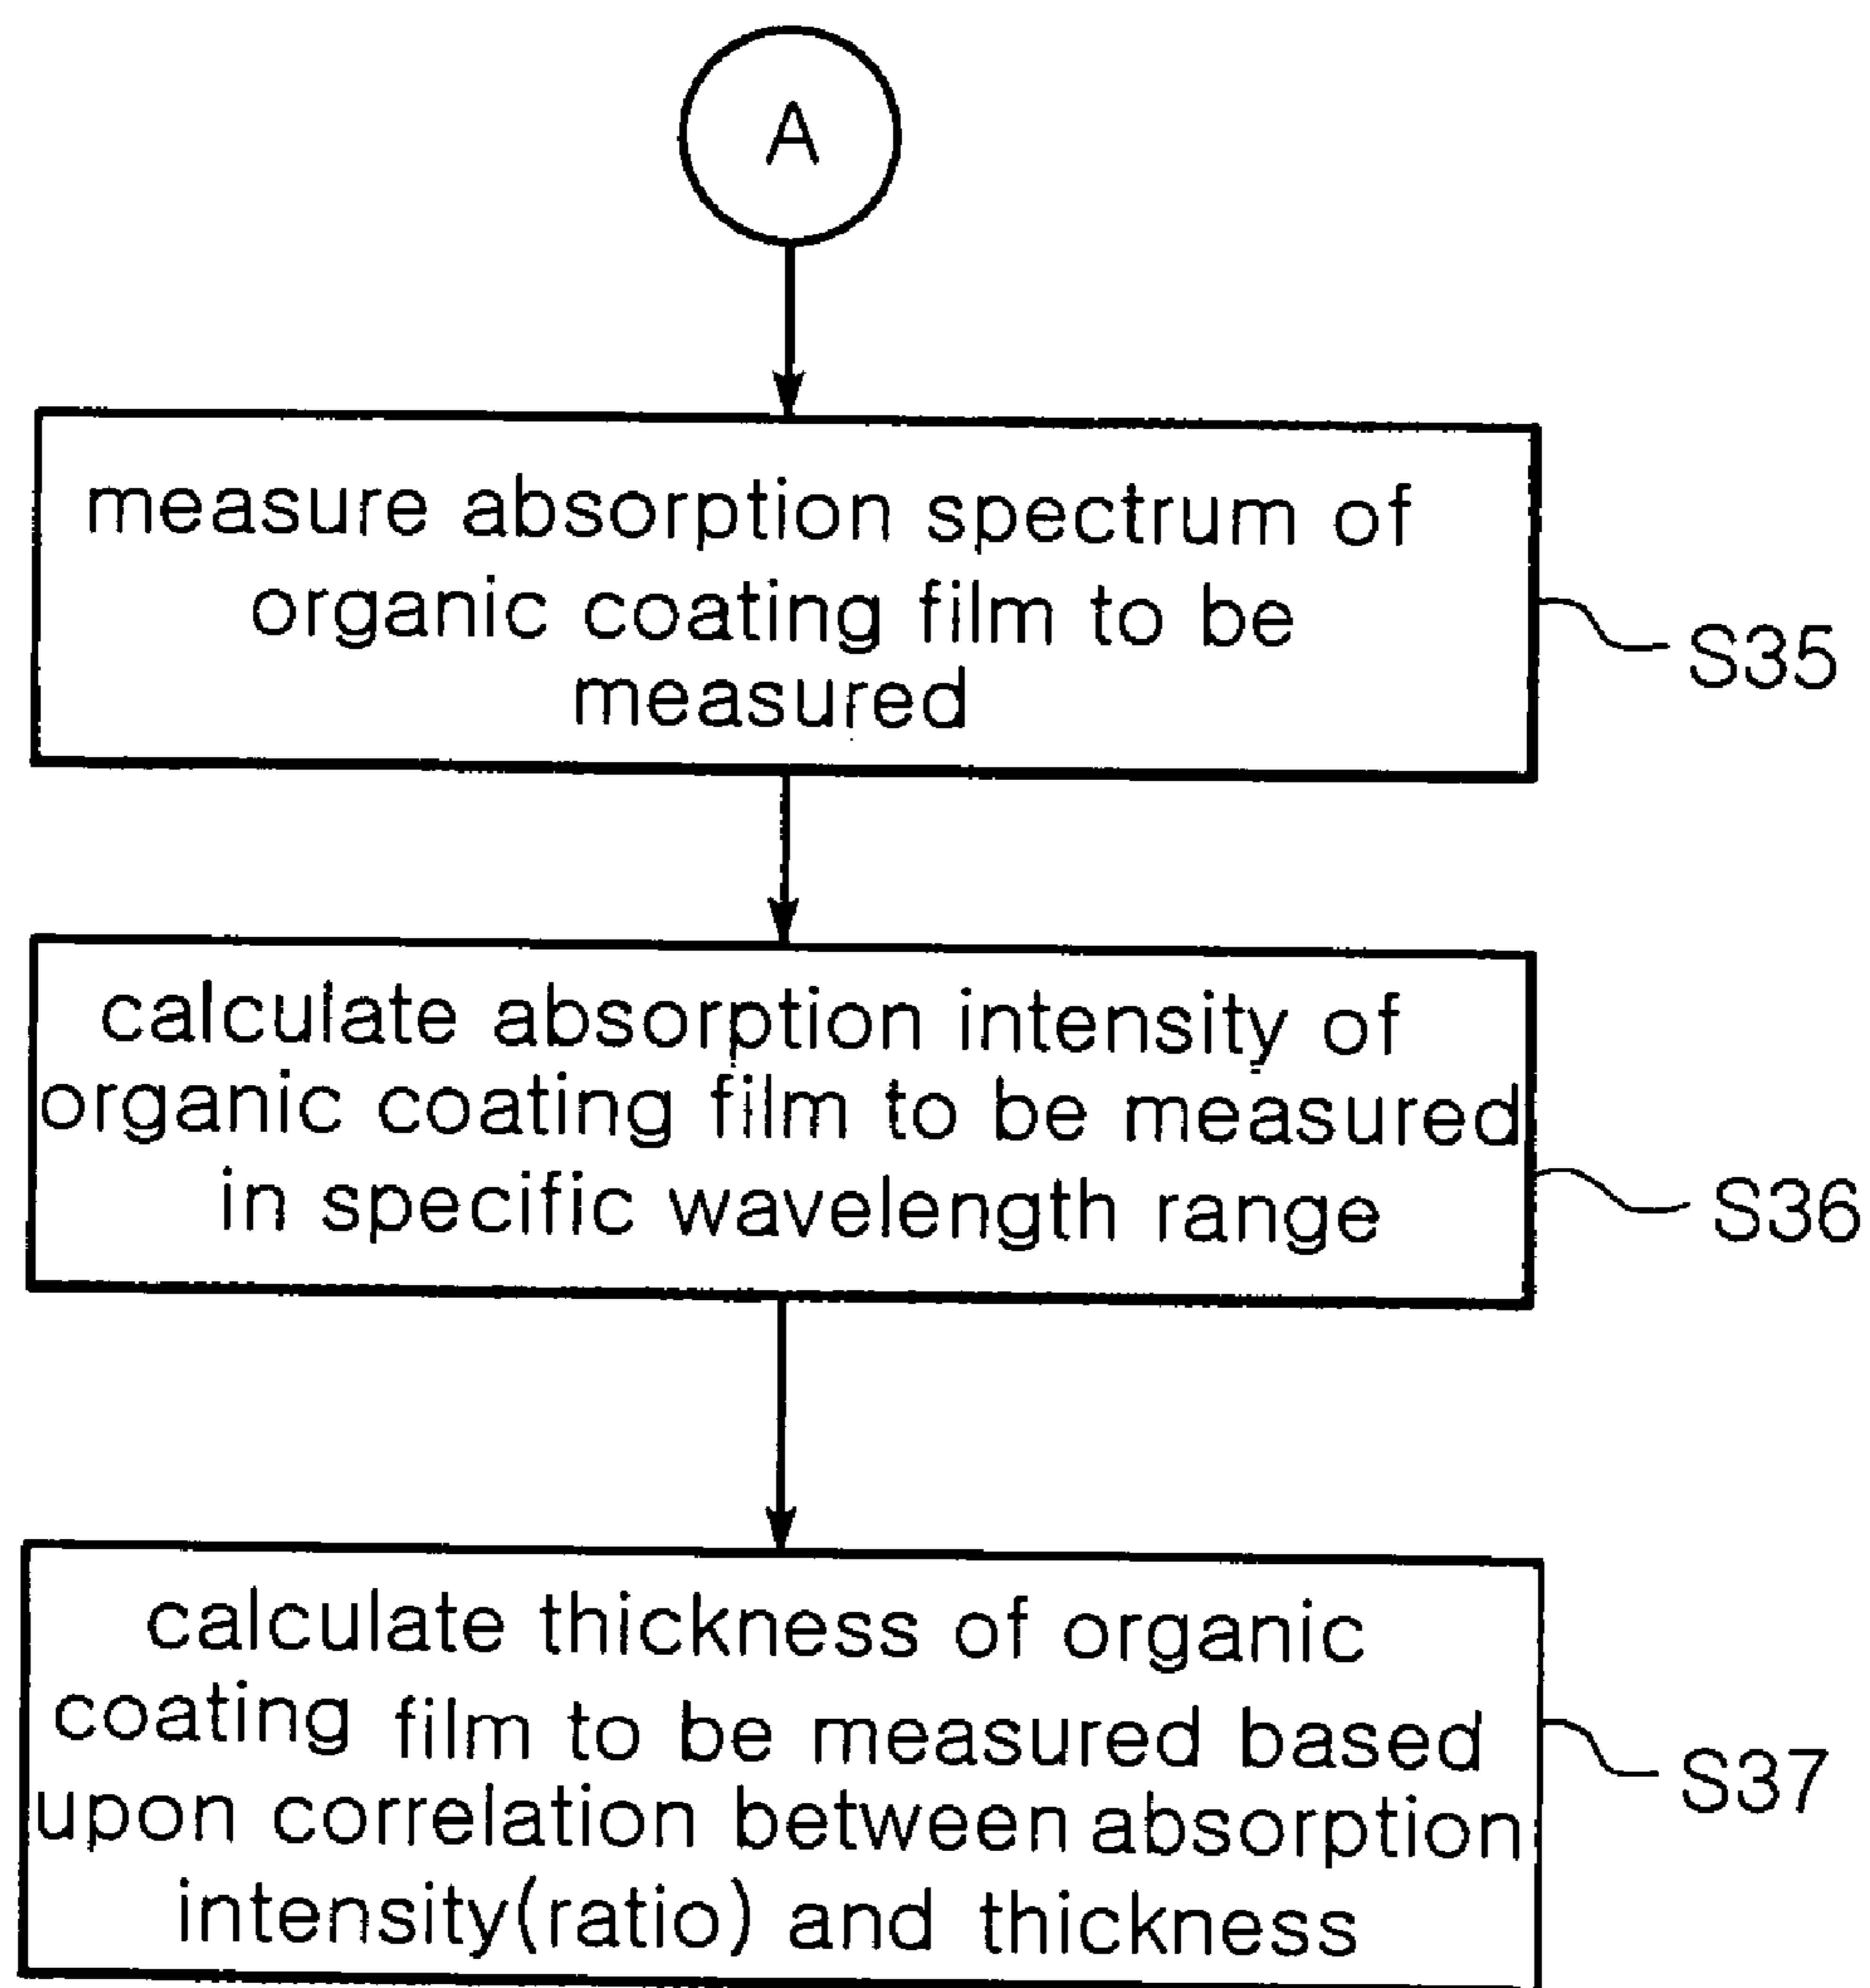 A
measure absorption spectrum of
organic coating film to be
measured
S35
calculate absorption intensity of
organic coating film to be measured
in specific wavelength range
S36
calculate thickness of organic
coating film to be measured based
upon correlation between absorption
intensity(ratio) and thickness
S37